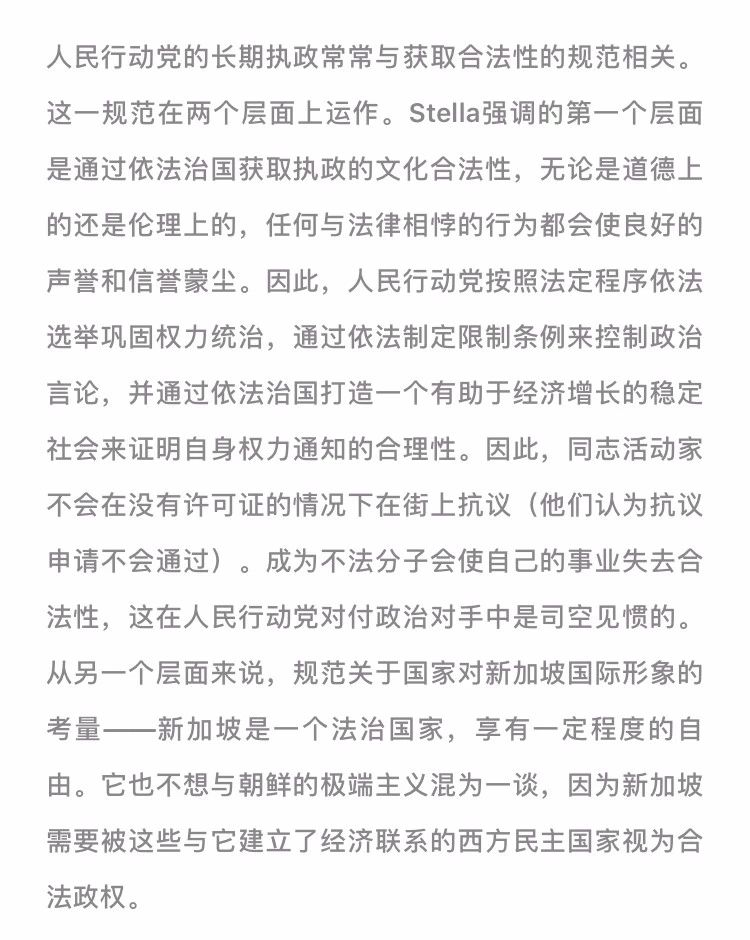 人民行动党的长期执政常常与获取合法性的规范相关。
这一规范在两个层面上运作。Stella强调的第一个层面
是通过依法治国获取执政的文化合法性，无论是道德上
的还是伦理上的，任何与法律相悖的行为都会使良好的
声誉和信誉蒙尘。因此，人民行动党按照法定程序依法
选举巩固权力统治，通过依法制定限制条例来控制政治
言论，并通过依法治国打造一个有助于经济增长的稳定
社会来证明自身权力通知的合理性。因此，同志活动家
不会在没有许可证的情况下在街上抗议（他们认为抗议
申请不会通过）。成为不法分子会使自己的事业失去合
法性，这在人民行动党对付政治对手中是司空见惯的。
从另一个层面来说，规范关于国家对新加坡国际形象的
考量——新加坡是一个法治国家，享有一定程度的自
由。它也不想与朝鲜的极端主义混为一谈，因为新加坡
需要被这些与它建立了经济联系的西方民主国家视为合
法政权。